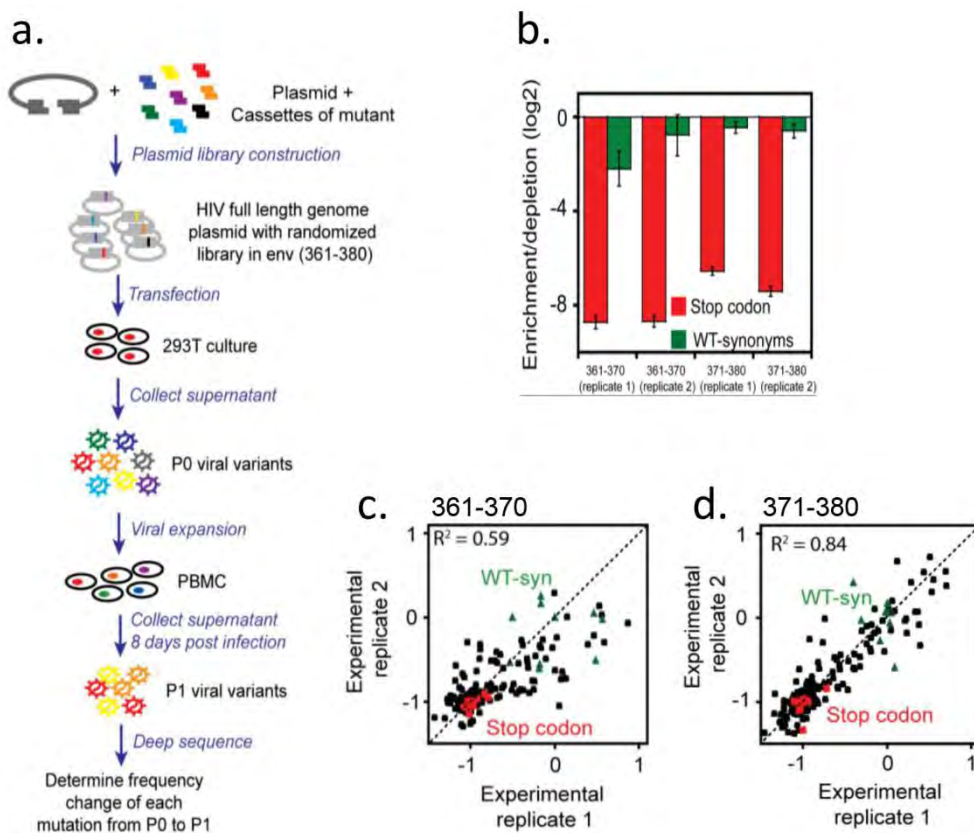 a.
+
Plasmid +
Cassettes of mutant
Plasmid library construction
HIV full length genome
plasmid with randomized
library in env (361-380)
Transfection
293T culture
Collect supernatant
P0 viral variants
Viral expansion
PBMC
Collect supernatant
8 days post infection
P1 viral variants
Deep sequence
Determine frequency
change of each
mutation from P0 to P1
b.
Enrichment/depletion (log2)
0
-4
-8
Stop codon
WT-synonyms
361-370
(replicate 1)
361-370
(replicate 2)
371-380
(replicate 1)
371-380
(replicate 2)
c.
361-370
R² = 0.59
WT-syn
Stop codon
Experimental
replicate 2
1
0
-1
-1
0
1
Experimental
replicate 1
d.
371-380
R² = 0.84
WT-syn
Stop codon
Experimental
replicate 2
1
0
-1
-1
0
1
Experimental
replicate 1